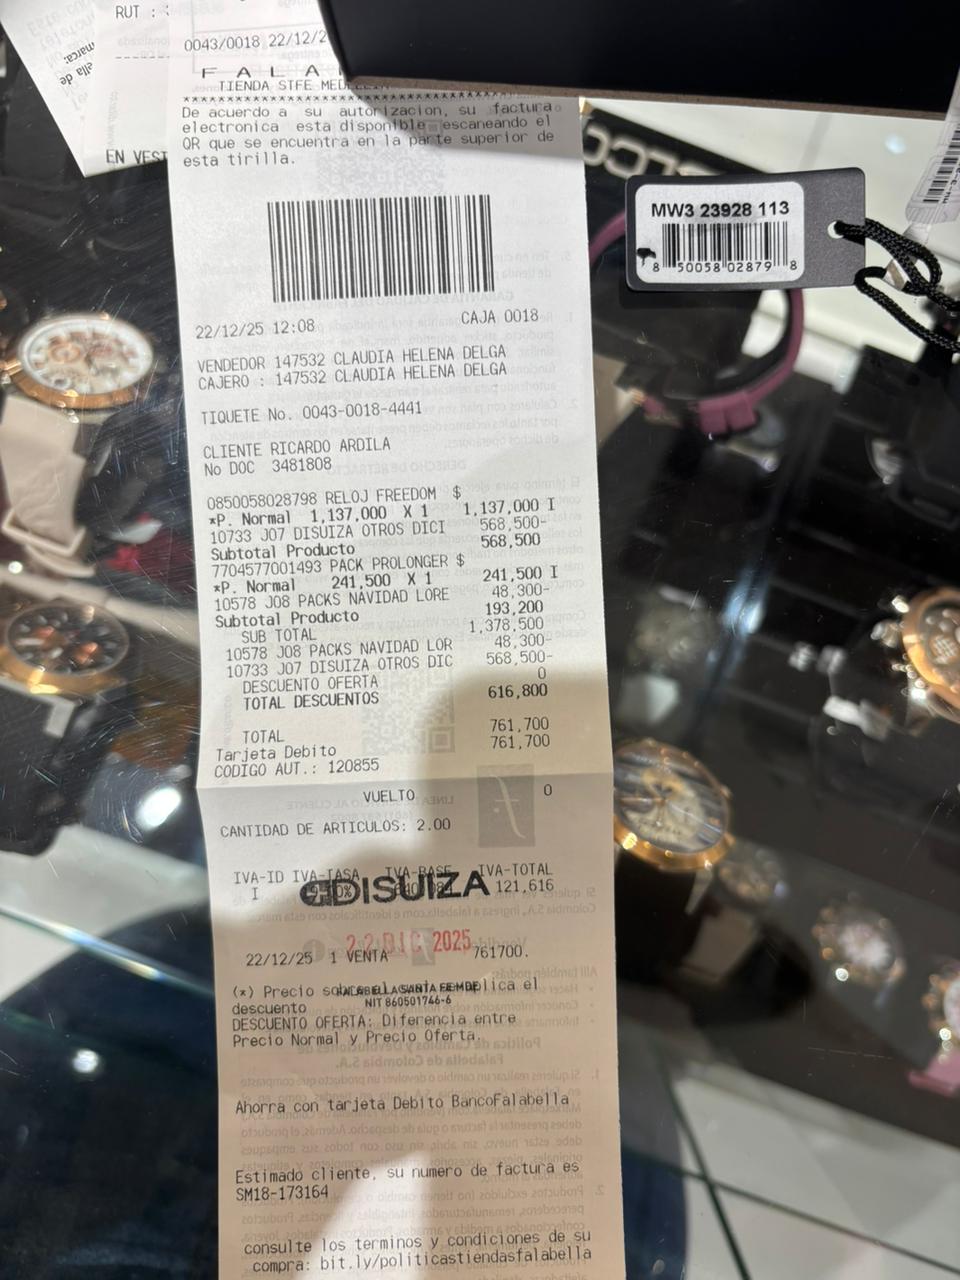 RUT :
ella de
marca:
0043/0018 22/12/2
F A L A
TIENDA STFE MEDELLIN
EN VEST
****************************************
De acuerdo a su autorizacion, su factura
electronica esta disponible escaneando el
QR que se encuentra en la parte superior de
esta tirilla.
MW3 23928 113
8 50058 02879 8
22/12/25 12:08 CAJA 0018
VENDEDOR 147532 CLAUDIA HELENA DELGA
CAJERO : 147532 CLAUDIA HELENA DELGA
TIQUETE No. 0043-0018-4441
CLIENTE RICARDO ARDILA
No DOC 3481808
0850058028798 RELOJ FREEDOM $
*P. Normal 1,137,000 X 1 1,137,000 I
10733 J07 DISUIZA OTROS DICI 568,500-
Subtotal Producto 568,500
7704577001493 PACK PROLONGER $
*P. Normal 241,500 X 1 241,500 I
10578 J08 PACKS NAVIDAD LORE 48,300-
Subtotal Producto 193,200
SUB TOTAL 1,378,500
10578 J08 PACKS NAVIDAD LOR 48,300-
10733 J07 DISUIZA OTROS DIC 568,500-
DESCUENTO OFERTA 0
TOTAL DESCUENTOS 616,800
TOTAL 761,700
Tarjeta Debito 761,700
CODIGO AUT.: 120855
VUELTO 0
CANTIDAD DE ARTICULOS: 2.00
IVA-ID IVA-TASA IVA-BASE IVA-TOTAL
I 121,616
DISUIZA
22 DIC 2025
22/12/25 1 VENTA 761700.
(*) Precio sobre el cual se aplica el
descuento
FALABELLA SANTA FE MDE
NIT 860501746-6
DESCUENTO OFERTA: Diferencia entre
Precio Normal y Precio Oferta.
Ahorra con tarjeta Debito BancoFalabella
Estimado cliente, su numero de factura es
SM18-173164
consulte los terminos y condiciones de su
compra: bit.ly/politicastiendasfalabella